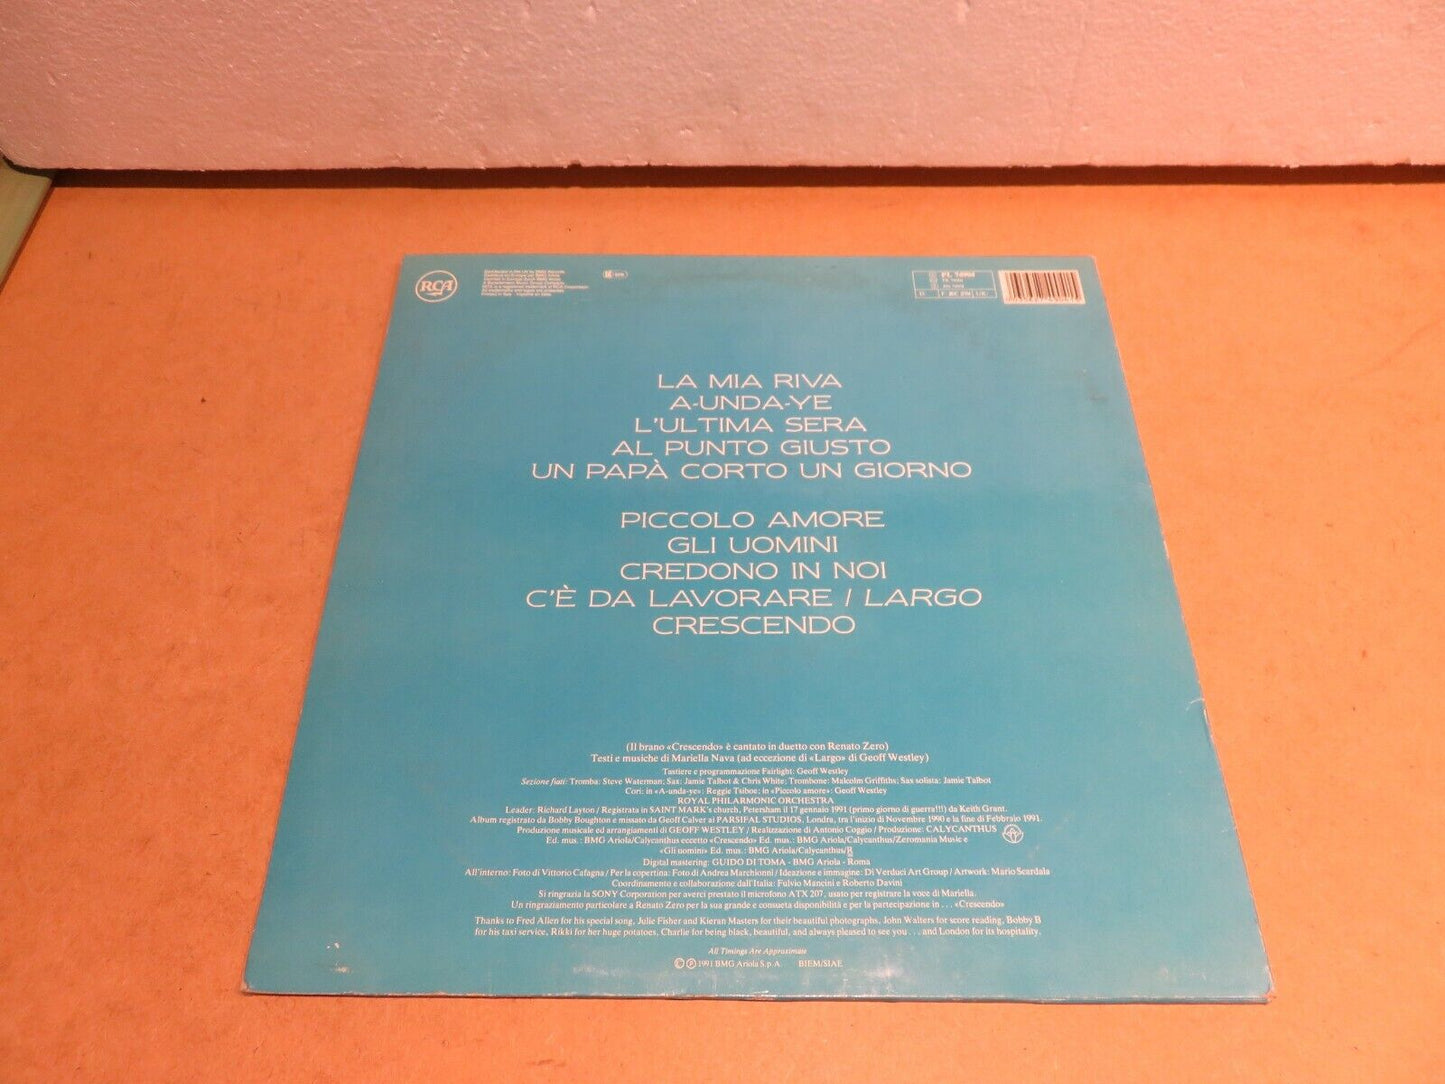 RCA
PL 74904
LA MIA RIVA
A-UNDA-YE
L'ULTIMA SERA
AL PUNTO GIUSTO
UN PAPÀ CORTO UN GIORNO
PICCOLO AMORE
GLI UOMINI
CREDONO IN NOI
C'È DA LAVORARE / LARGO
CRESCENDO
(Il brano «Crescendo» è cantato in duetto con Renato Zero)
Testi e musiche di Mariella Nava (ad eccezione di «Largo» di Geoff Westley)
Tastiere e programmazione Fairlight: Geoff Westley
Sezione fiati: Tromba: Steve Waterman; Sax: Jamie Talbot & Chris White; Trombone: Malcolm Griffiths; Sax solista: Jamie Talbot
Cori: in «A-unda-ye»: Reggie Tsiboe; in «Piccolo amore»: Geoff Westley
ROYAL PHILARMONIC ORCHESTRA
Leader: Richard Layton / Registrata in SAINT MARK's church, Petersham il 17 gennaio 1991 (primo giorno di guerra!!!) da Keith Grant.
Album registrato da Bobby Boughton e missato da Geoff Calver ai PARSIFAL STUDIOS, Londra, tra l'inizio di Novembre 1990 e la fine di Febbraio 1991.
Produzione musicale ed arrangiamenti di GEOFF WESTLEY / Realizzazione di Antonio Coggio / Produzione: CALYCANTHUS
Ed. mus.: BMG Ariola/Calycanthus eccetto «Crescendo» Ed. mus.: BMG Ariola/Calycanthus/Zeromania Music e
«Gli uomini» Ed. mus.: BMG Ariola/Calycanthus/
Digital mastering: GUIDO DI TOMA - BMG Ariola - Roma
All'interno: Foto di Vittorio Cafagna / Per la copertina: Foto di Andrea Marchionni / Ideazione e immagine: Di Verduci Art Group / Artwork: Mario Scardala
Coordinamento e collaborazione dall'Italia: Fulvio Mancini e Roberto Davini
Si ringrazia la SONY Corporation per averci prestato il microfono ATX 207, usato per registrare la voce di Mariella.
Un ringraziamento particolare a Renato Zero per la sua grande e consueta disponibilità e per la partecipazione in . . . «Crescendo»
Thanks to Fred Allen for his special song, Julie Fisher and Kieran Masters for their beautiful photographs, John Walters for score reading, Bobby B
for his taxi service, Rikki for her huge potatoes, Charlie for being black, beautiful, and always pleased to see you . . . and London for its hospitality.
All Timings Are Approximate
© ℗ 1991 BMG Ariola S.p.A. BIEM/SIAE